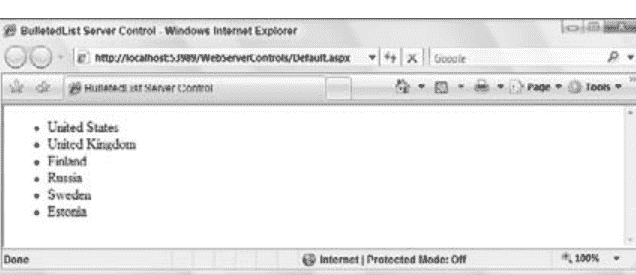 BulletedList Server Control - Windows Internet Explorer
http://localhost:53989/WebServerControls/Default.aspx
Google
BulletedList Server Control
Page
Tools
United States
United Kingdom
Finland
Russia
Sweden
Estonia
Done
Internet | Protected Mode: Off
100%